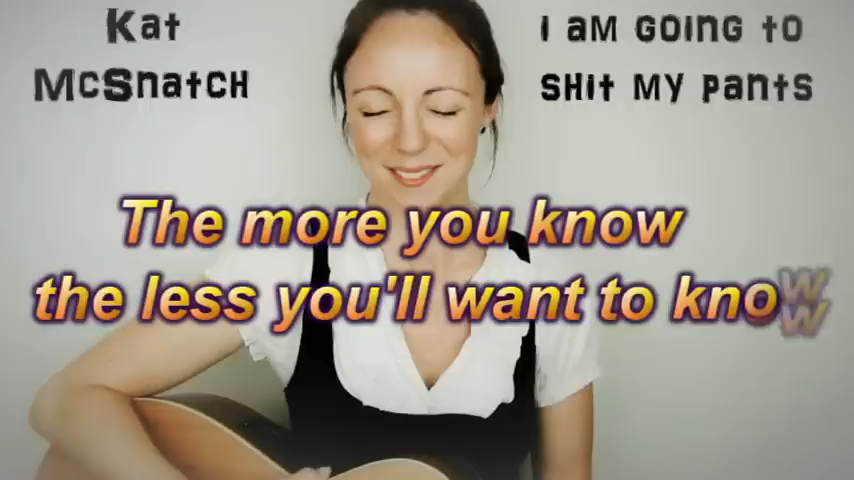 Kat
McSnatch
I am going to
shit my pants
The more you know
the less you'll want to know